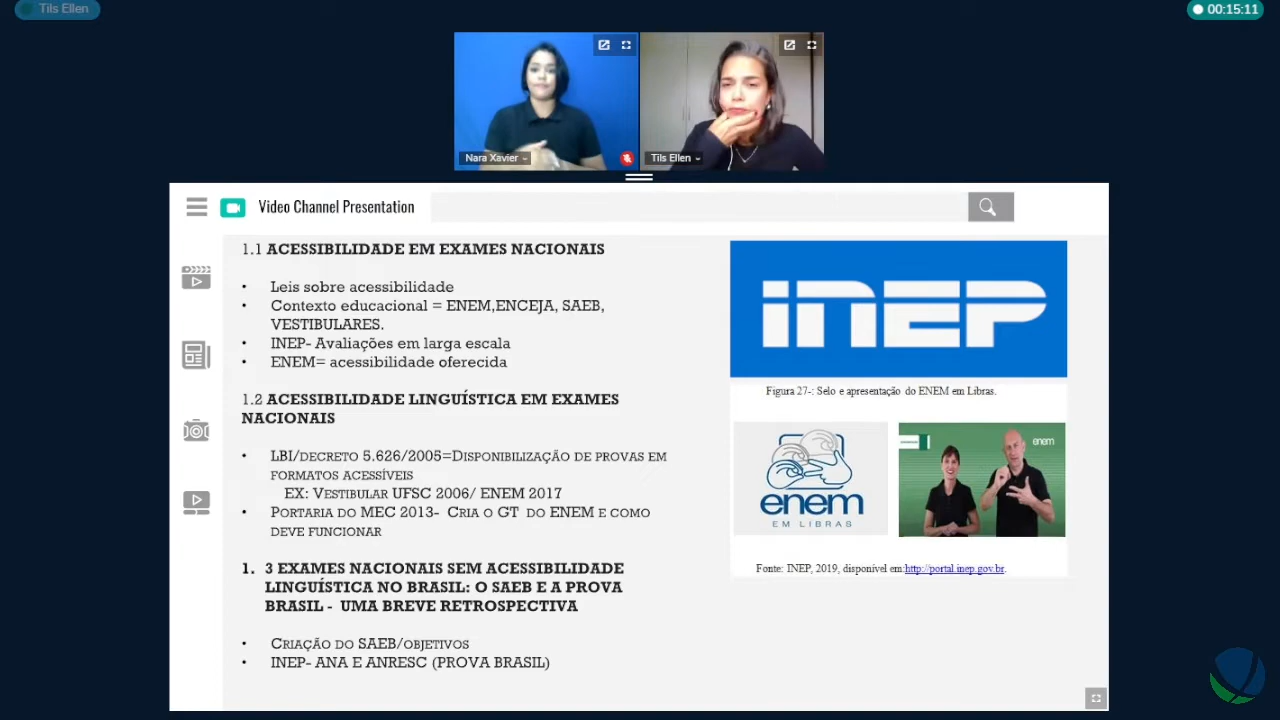 Tils Ellen
00:15:11
Nara Xavier
Tils Ellen
Video Channel Presentation
1.1 ACESSIBILIDADE EM EXAMES NACIONAIS
• Leis sobre acessibilidade
• Contexto educacional = ENEM,ENCEJA, SAEB,
VESTIBULARES.
• INEP- Avaliações em larga escala
• ENEM= acessibilidade oferecida
1.2 ACESSIBILIDADE LINGUÍSTICA EM EXAMES
NACIONAIS
• LBI/DECRETO 5.626/2005=DISPONIBILIZAÇÃO DE PROVAS EM
FORMATOS ACESSÍVEIS
EX: VESTIBULAR UFSC 2006/ ENEM 2017
• PORTARIA DO MEC 2013- CRIA O GT DO ENEM E COMO
DEVE FUNCIONAR
1. 3 EXAMES NACIONAIS SEM ACESSIBILIDADE
LINGUÍSTICA NO BRASIL: O SAEB E A PROVA
BRASIL - UMA BREVE RETROSPECTIVA
• CRIAÇÃO DO SAEB/OBJETIVOS
• INEP- ANA E ANRESC (PROVA BRASIL)
INEP
Figura 27-: Selo e apresentação do ENEM em Libras.
enem
EM LIBRAS
enem
Fonte: INEP, 2019, disponível em:http://portal.inep.gov.br.